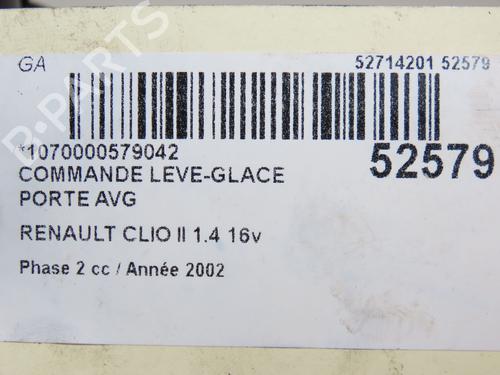 GA
52714201 52579
*1070000579042
52579
COMMANDE LEVE-GLACE
PORTE AVG
RENAULT CLIO II 1.4 16v
Phase 2 cc / Année 2002
B-PARTS